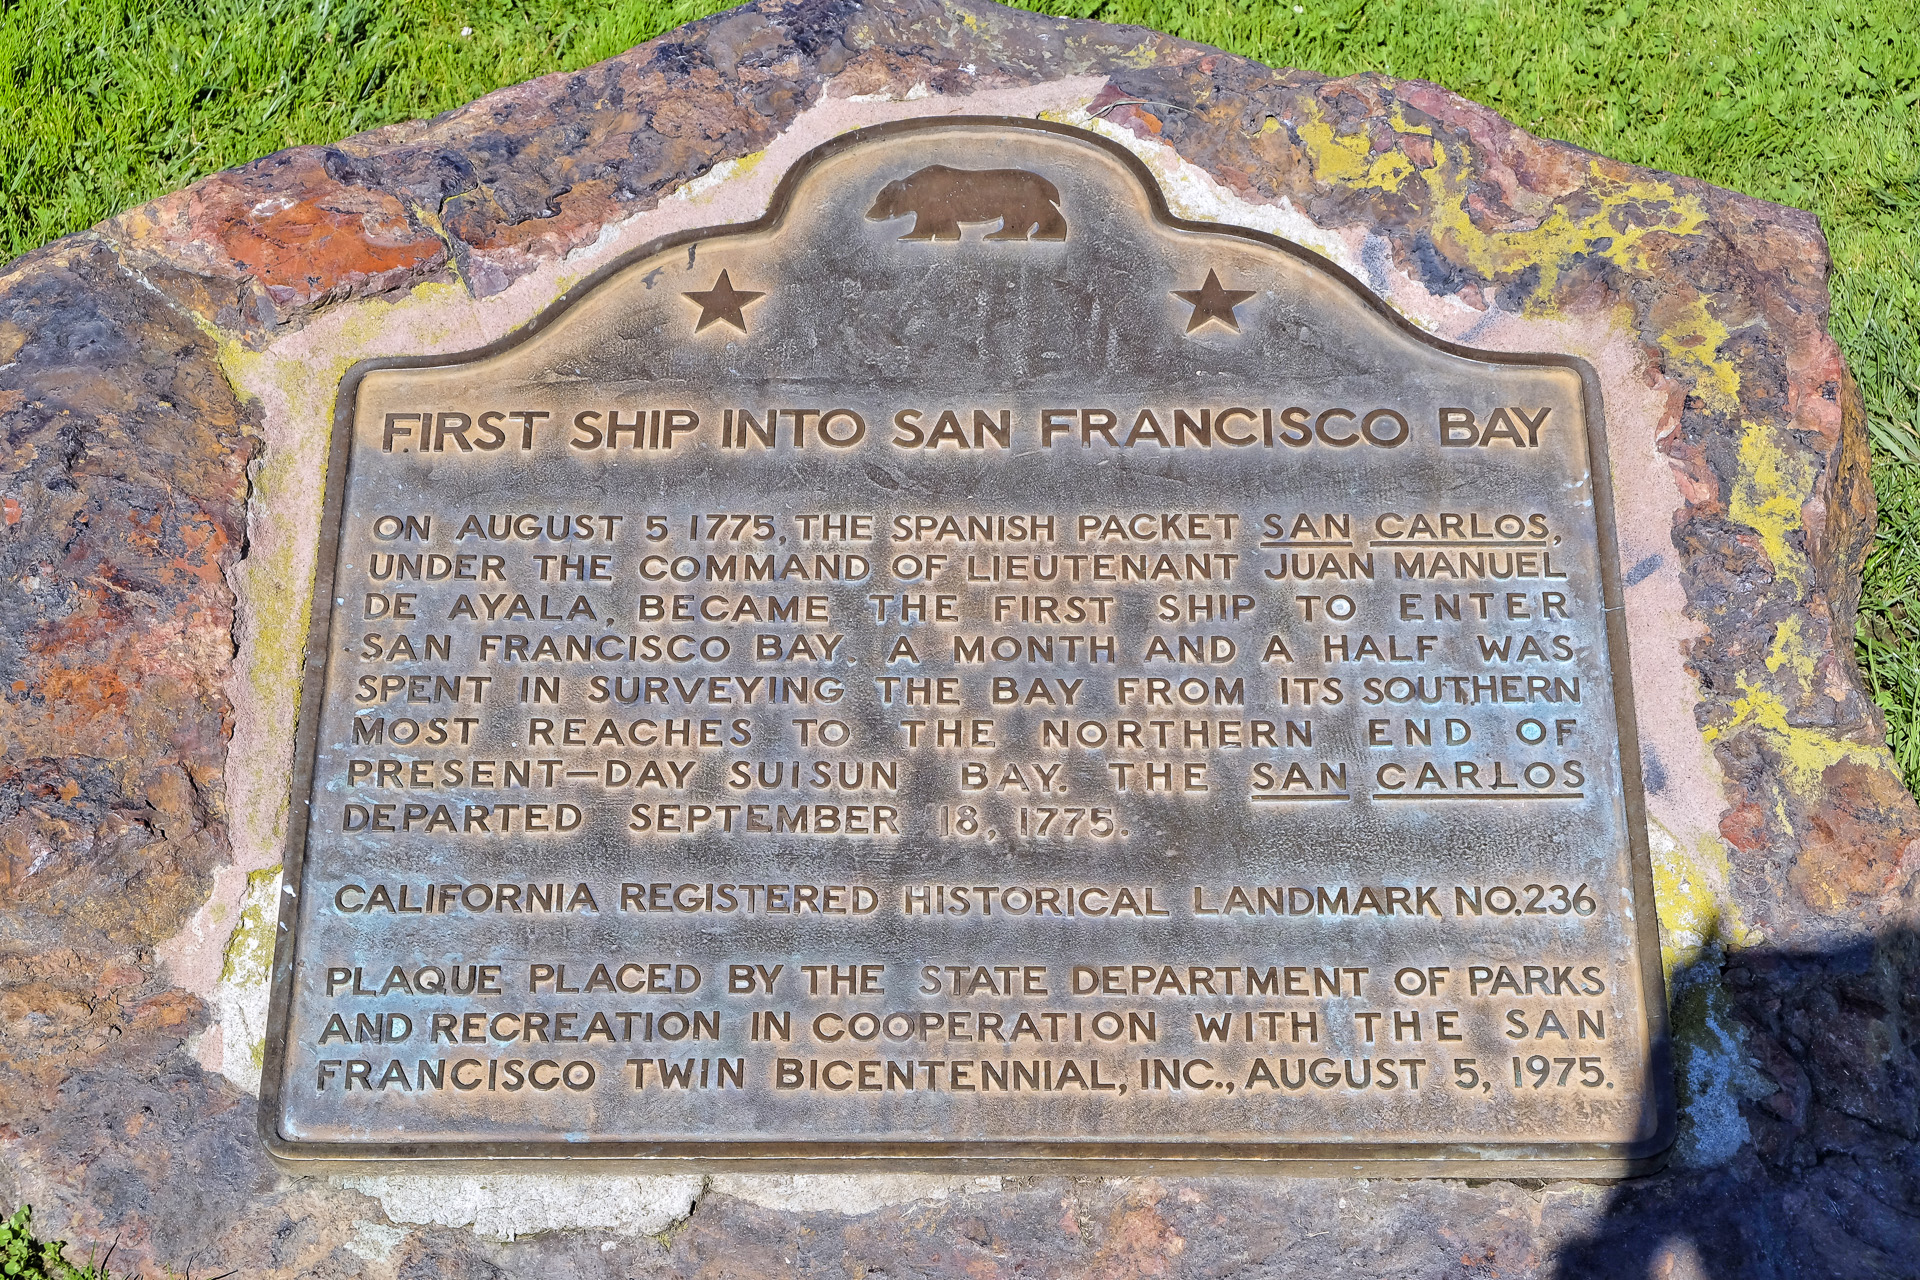 FIRST SHIP INTO SAN FRANCISCO BAY
ON AUGUST 5 1775, THE SPANISH PACKET SAN CARLOS,
UNDER THE COMMAND OF LIEUTENANT JUAN MANUEL
DE AYALA, BECAME THE FIRST SHIP TO ENTER
SAN FRANCISCO BAY. A MONTH AND A HALF WAS
SPENT IN SURVEYING THE BAY FROM ITS SOUTHERN
MOST REACHES TO THE NORTHERN END OF
PRESENT-DAY SUISUN BAY. THE SAN CARLOS
DEPARTED SEPTEMBER 18, 1775.
CALIFORNIA REGISTERED HISTORICAL LANDMARK NO.236
PLAQUE PLACED BY THE STATE DEPARTMENT OF PARKS
AND RECREATION IN COOPERATION WITH THE SAN
FRANCISCO TWIN BICENTENNIAL, INC., AUGUST 5, 1975.